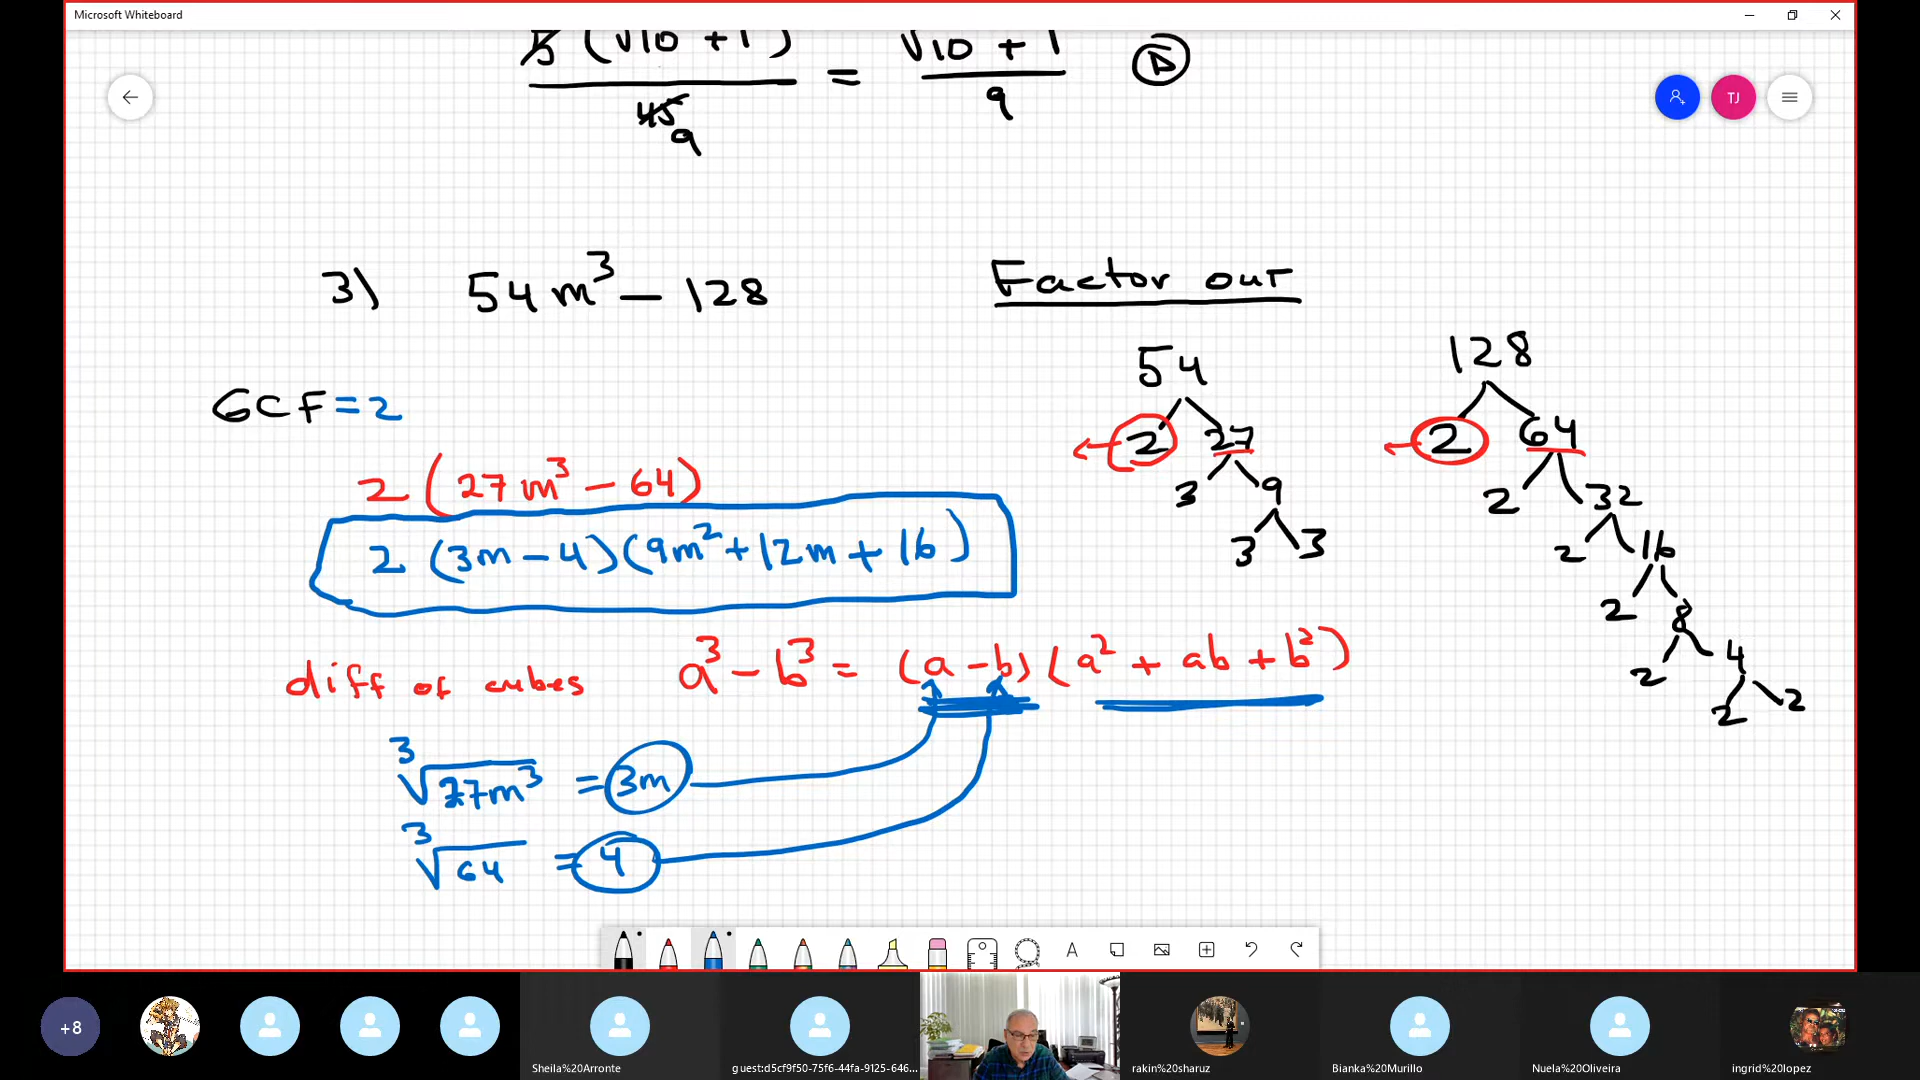 Microsoft Whiteboard
5 (√10 + 1) / 45 9 = √10 + 1 / 9 Ⓓ
TJ
3) 54m³ – 128 Factor out
54 128
GCF = 2
2 27 2 64
2 (27m³ – 64) 3 9 2 32
2 (3m – 4)(9m² + 12m + 16) 3 3 2 16
2 8
diff of cubes a³ – b³ = (a – b)(a² + ab + b²) 2 4
2 2
³√27m³ = 3m
³√64 = 4
A
+8
Sheila%20Arronte
guest:d5cf9f50-75f6-44fa-9125-646...
rakin%20sharuz
Bianka%20Murillo
Nuela%20Oliveira
ingrid%20lopez